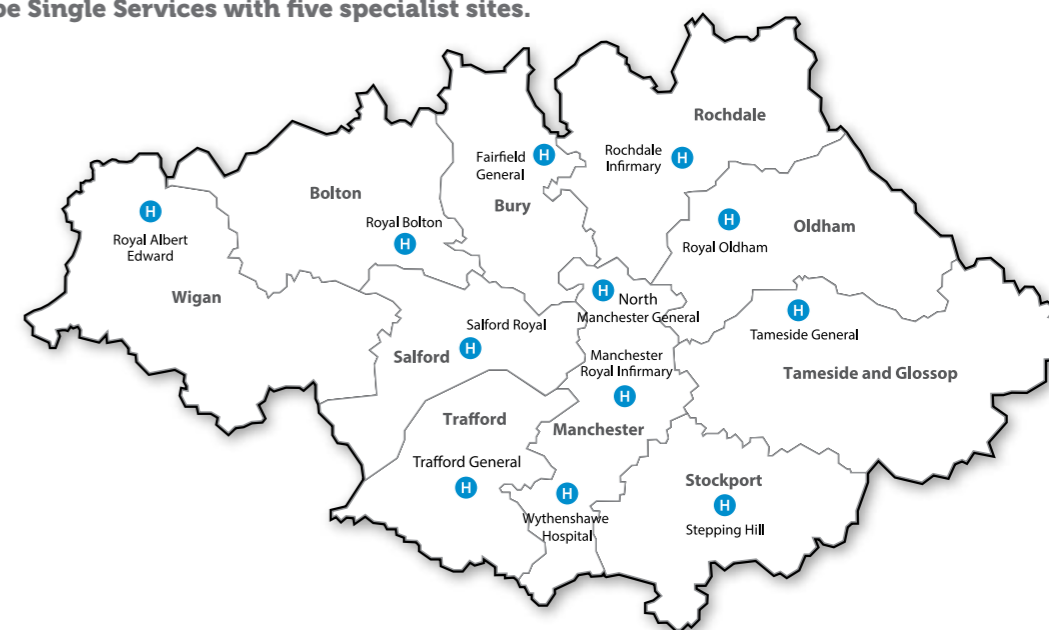 be Single Services with five specialist sites.
Rochdale
Rochdale
Infirmary
H
Fairfield
General
H
Bury
Bolton
Royal Bolton
H
H
Royal Albert
Edward
Wigan
H
Royal Oldham
Oldham
H
North
Manchester General
H
Tameside General
Tameside and Glossop
Salford Royal
Salford
H
Manchester
Royal Infirmary
H
Manchester
Trafford
Trafford General
H
H
Wythenshawe
Hospital
Stockport
H
Stepping Hill